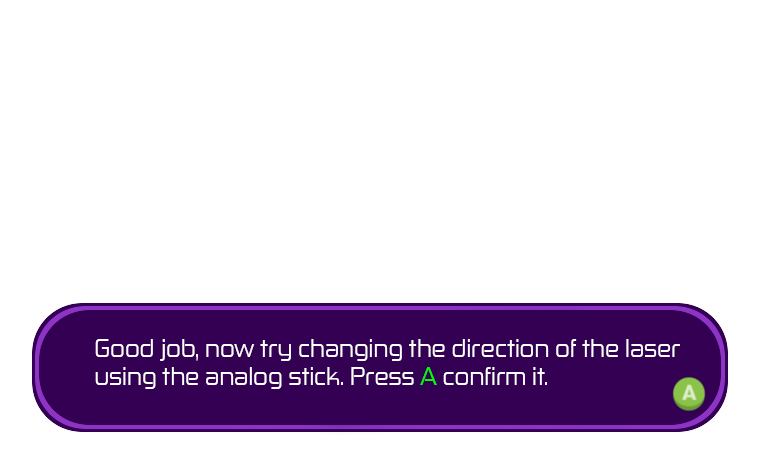 Good job, now try changing the direction of the laser
using the analog stick. Press A confirm it.
A